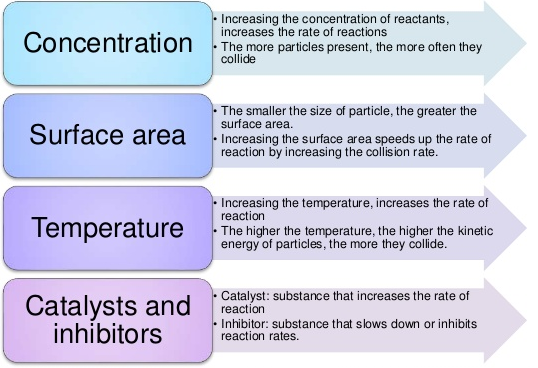 Concentration
• Increasing the concentration of reactants,
increases the rate of reactions
• The more particles present, the more often they
collide
Surface area
• The smaller the size of particle, the greater the
surface area.
• Increasing the surface area speeds up the rate of
reaction by increasing the collision rate.
Temperature
• Increasing the temperature, increases the rate of
reaction
• The higher the temperature, the higher the kinetic
energy of particles, the more they collide.
Catalysts and
inhibitors
• Catalyst: substance that increases the rate of
reaction
• Inhibitor: substance that slows down or inhibits
reaction rates.